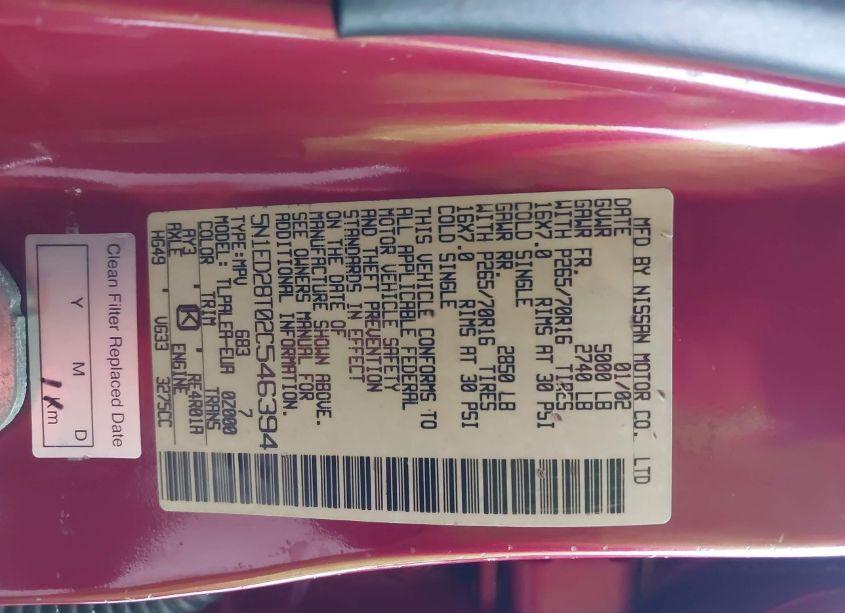 MFD BY NISSAN MOTOR CO. LTD
DATE 01/02
GVWR 5000 LB
GAWR FR. 2740 LB
WITH P265/70R16 TIRES
16X7.0 RIMS AT 30 PSI
COLD SINGLE
GAWR RR. 2850 LB
WITH P265/70R16 TIRES
16X7.0 RIMS AT 30 PSI
COLD SINGLE
THIS VEHICLE CONFORMS TO
ALL APPLICABLE FEDERAL
MOTOR VEHICLE SAFETY
AND THEFT PREVENTION
STANDARDS IN EFFECT
ON THE DATE OF
MANUFACTURE SHOWN ABOVE.
SEE OWNERS MANUAL FOR
ADDITIONAL INFORMATION.
5N1ED28T02C546394
TYPE:MPV 683 7
MODEL: 02000
COLOR TRIM TRANS
AY3 K RE4R01A
AXLE ENGINE
HG49 VG33 3275CC
Clean Filter Replaced Date
Y M D
Km